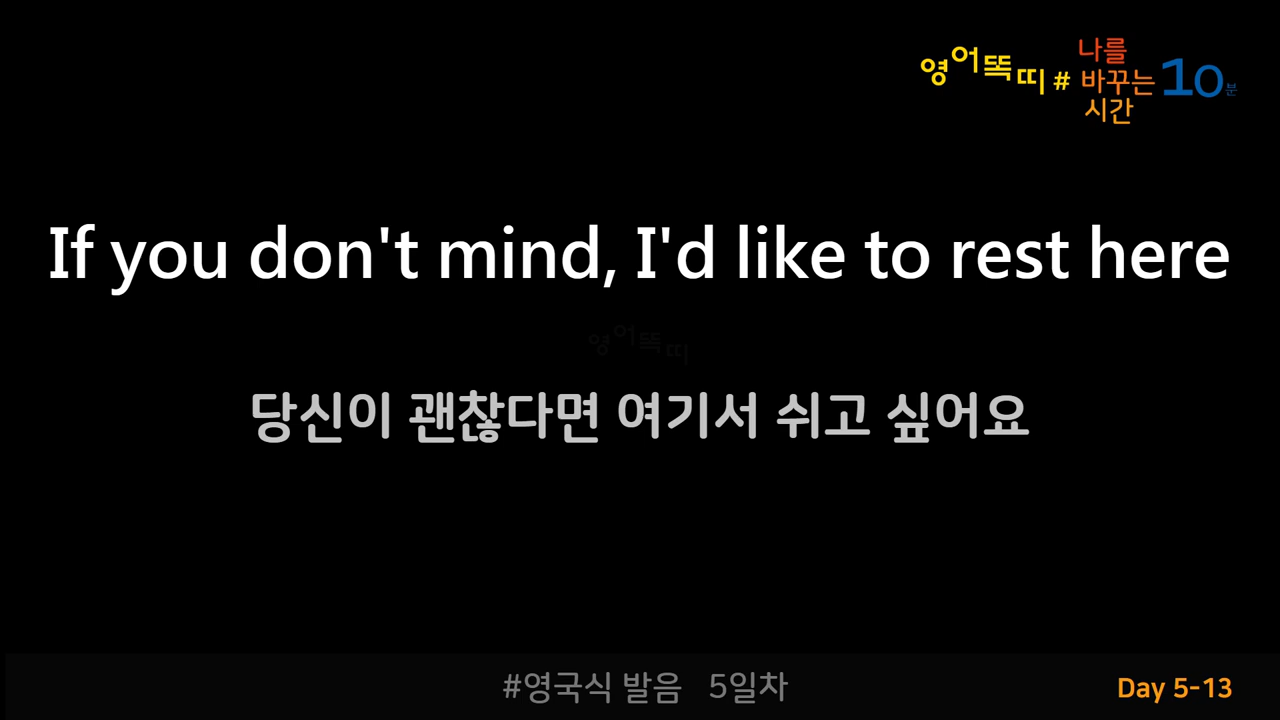 영어똑띠 # 나를 바꾸는 시간 10분
If you don't mind, I'd like to rest here
영어똑띠
당신이 괜찮다면 여기서 쉬고 싶어요
#영국식 발음 5일차
Day 5-13